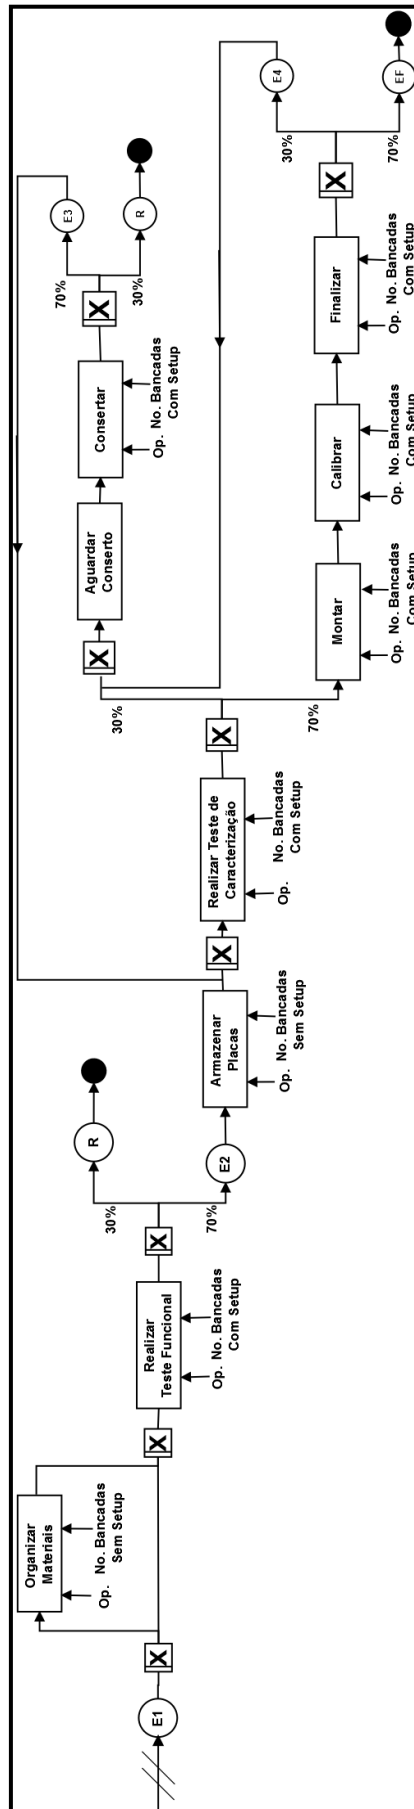 E1
X
Organizar
Materiais
Op.
No. Bancadas
Sem Setup
X
Realizar
Teste Funcional
Op.
No. Bancadas
Com Setup
X
30%
R
70%
E2
Armazenar
Placas
Op.
No. Bancadas
Sem Setup
X
Realizar Teste de
Caracterização
Op.
No. Bancadas
Com Setup
X
30%
70%
X
Aguardar
Conserto
Consertar
Op.
No. Bancadas
Com Setup
X
70%
E3
30%
R
Montar
Op.
No. Bancadas
Com Setup
Calibrar
Op.
No. Bancadas
Com Setup
Finalizar
Op.
No. Bancadas
Com Setup
X
30%
E4
70%
EF